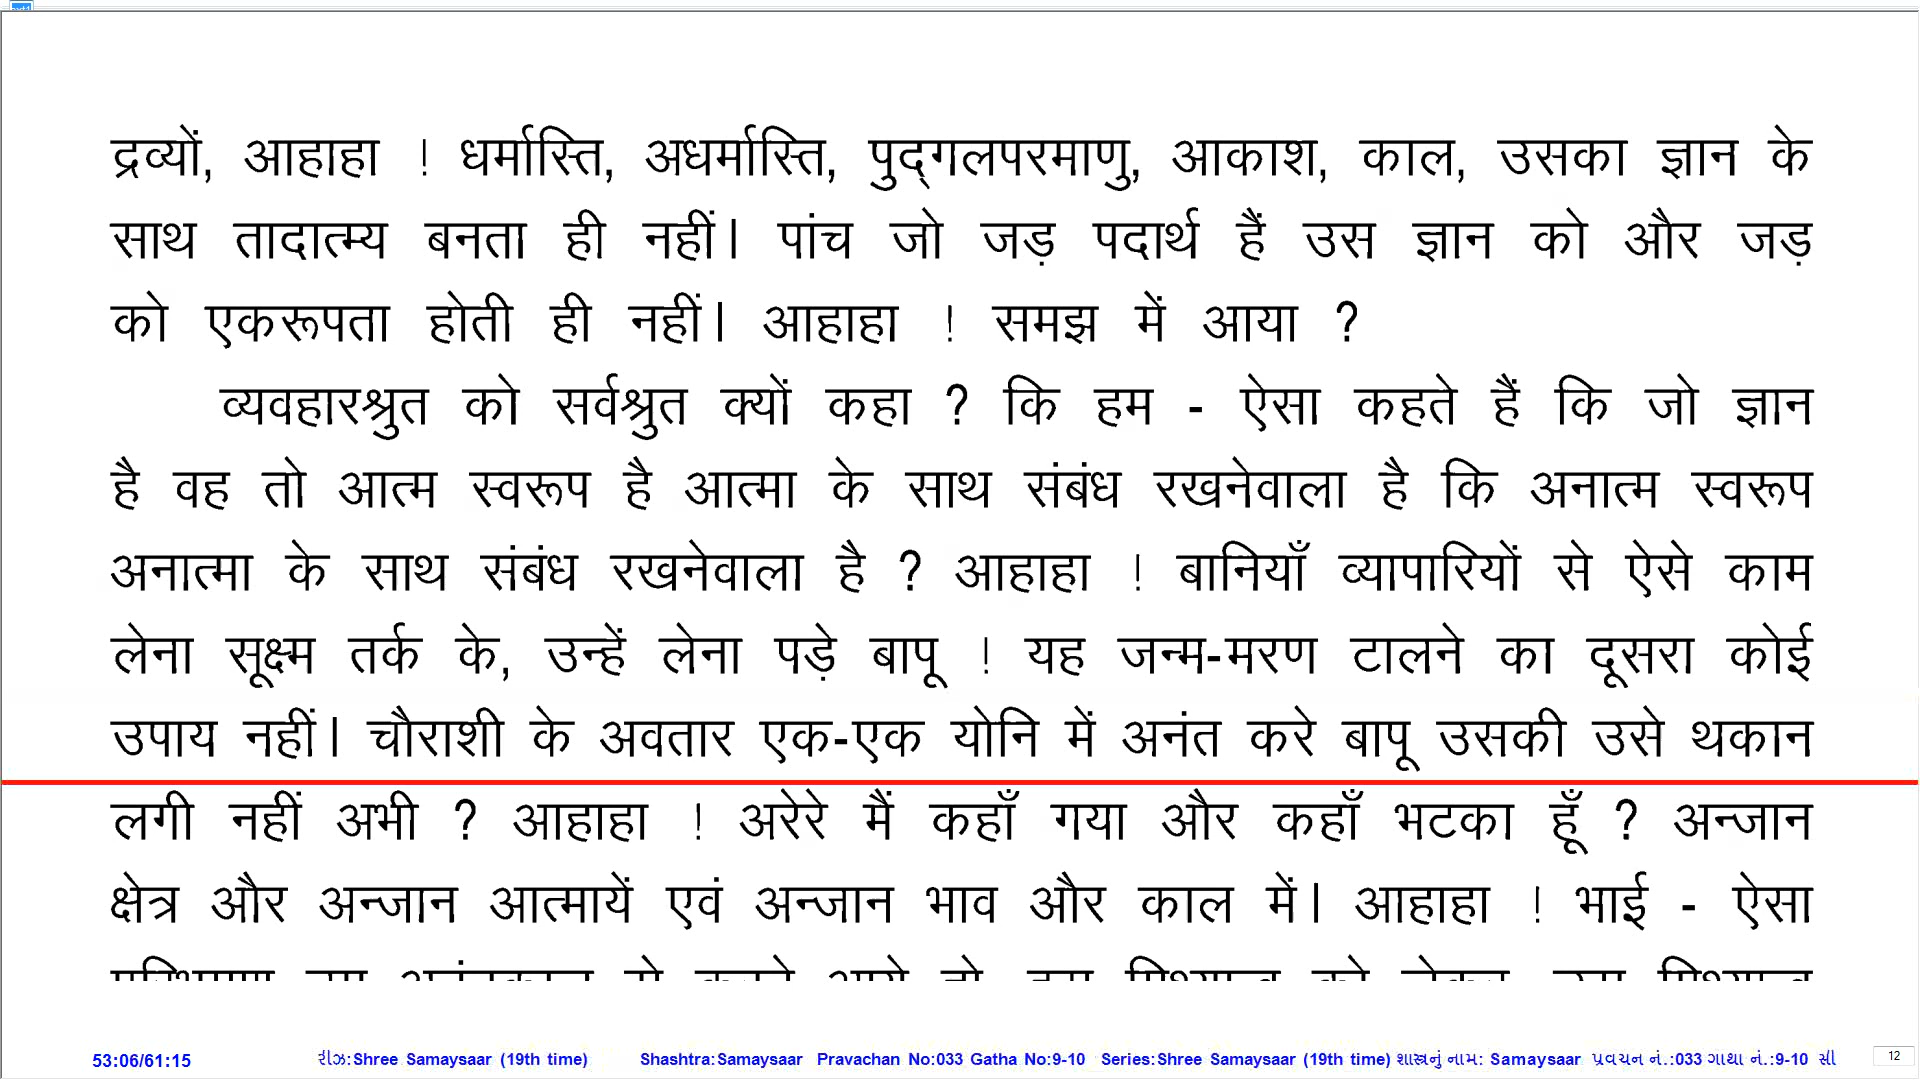 द्रव्यों, आहाहा ! धर्मास्ति, अधर्मास्ति, पुद्गलपरमाणु, आकाश, काल, उसका ज्ञान के
साथ तादात्म्य बनता ही नहीं। पांच जो जड़ पदार्थ हैं उस ज्ञान को और जड़
को एकरूपता होती ही नहीं। आहाहा ! समझ में आया ?
व्यवहारश्रुत को सर्वश्रुत क्यों कहा ? कि हम - ऐसा कहते हैं कि जो ज्ञान
है वह तो आत्म स्वरूप है आत्मा के साथ संबंध रखनेवाला है कि अनात्म स्वरूप
अनात्मा के साथ संबंध रखनेवाला है ? आहाहा ! बानियाँ व्यापारियों से ऐसे काम
लेना सूक्ष्म तर्क के, उन्हें लेना पड़े बापू ! यह जन्म-मरण टालने का दूसरा कोई
उपाय नहीं। चौराशी के अवतार एक-एक योनि में अनंत करे बापू उसकी उसे थकान
लगी नहीं अभी ? आहाहा ! अरेरे मैं कहाँ गया और कहाँ भटका हूँ ? अन्जान
क्षेत्र और अन्जान आत्मायें एवं अन्जान भाव और काल में। आहाहा ! भाई - ऐसा
53:06/61:15 રીઝ:Shree Samaysaar (19th time) Shashtra:Samaysaar Pravachan No:033 Gatha No:9-10 Series:Shree Samaysaar (19th time) શાસ્ત્રનું નામ: Samaysaar પ્રવચન નં.:033 ગાથા નં.:9-10 સી 12